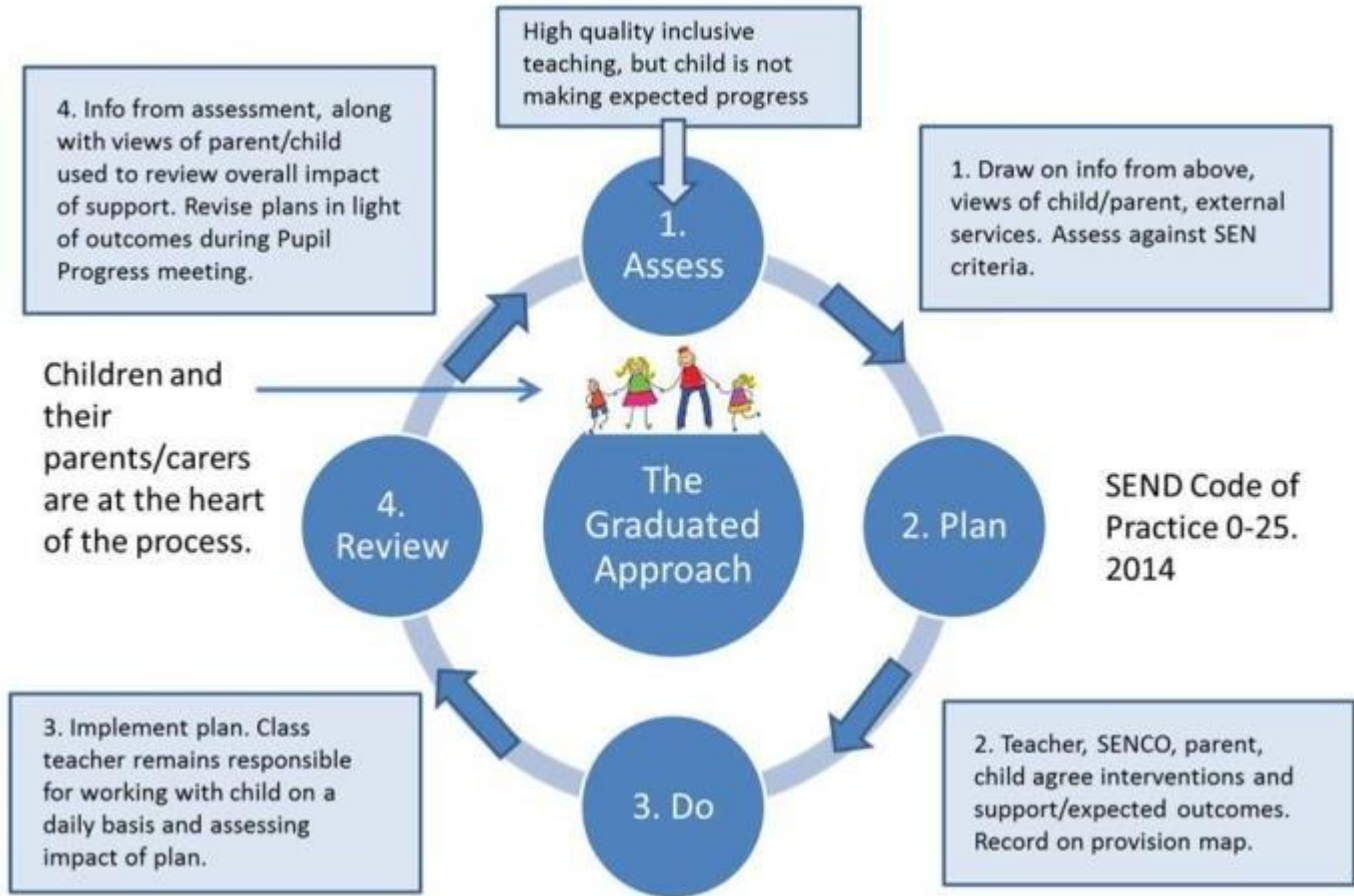 High quality inclusive
teaching, but child is not
making expected progress
4. Info from assessment, along
with views of parent/child
used to review overall impact
of support. Revise plans in light
of outcomes during Pupil
Progress meeting.
1. Draw on info from above,
views of child/parent, external
services. Assess against SEN
criteria.
1.
Assess
Children and
their
parents/carers
are at the heart
of the process.
The
Graduated
Approach
4.
Review
2. Plan
SEND Code of
Practice 0-25.
2014
3. Implement plan. Class
teacher remains responsible
for working with child on a
daily basis and assessing
impact of plan.
3. Do
2. Teacher, SENCO, parent,
child agree interventions and
support/expected outcomes.
Record on provision map.